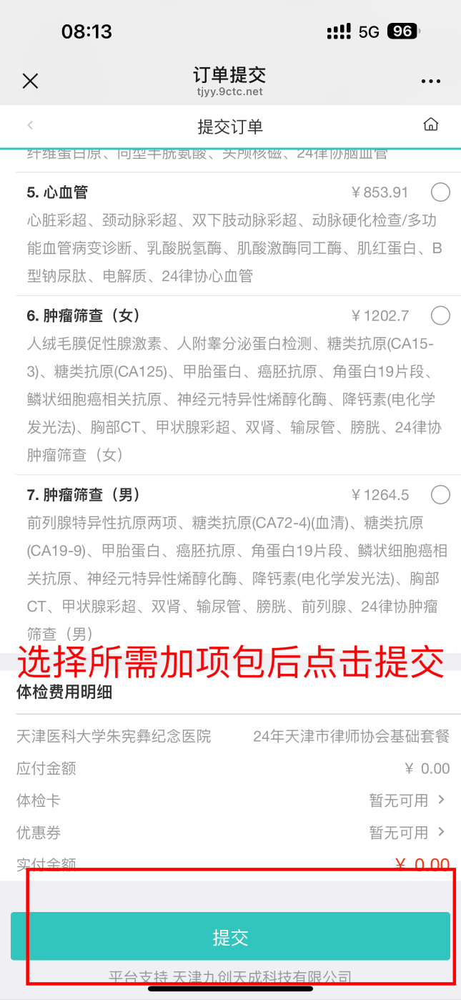 08:13
5G 96
订单提交
tjyy.9ctc.net
提交订单
纤维蛋白原、同型半胱氨酸、头颅核磁、24律协脑血管
5. 心血管 ¥853.91
心脏彩超、颈动脉彩超、双下肢动脉彩超、动脉硬化检查/多功
能血管病变诊断、乳酸脱氢酶、肌酸激酶同工酶、肌红蛋白、B
型钠尿肽、电解质、24律协心血管
6. 肿瘤筛查（女） ¥1202.7
人绒毛膜促性腺激素、人附睾分泌蛋白检测、糖类抗原(CA15-
3)、糖类抗原(CA125)、甲胎蛋白、癌胚抗原、角蛋白19片段、
鳞状细胞癌相关抗原、神经元特异性烯醇化酶、降钙素(电化学
发光法)、胸部CT、甲状腺彩超、双肾、输尿管、膀胱、24律协
肿瘤筛查（女）
7. 肿瘤筛查（男） ¥1264.5
前列腺特异性抗原两项、糖类抗原(CA72-4)(血清)、糖类抗原
(CA19-9)、甲胎蛋白、癌胚抗原、角蛋白19片段、鳞状细胞癌相
关抗原、神经元特异性烯醇化酶、降钙素(电化学发光法)、胸部
CT、甲状腺彩超、双肾、输尿管、膀胱、前列腺、24律协肿瘤
筛查（男）
选择所需加项包后点击提交
体检费用明细
天津医科大学朱宪彝纪念医院 24年天津市律师协会基础套餐
应付金额 ¥ 0.00
体检卡 暂无可用
优惠券 暂无可用
实付金额 ¥ 0.00
提交
平台支持 天津九创天成科技有限公司